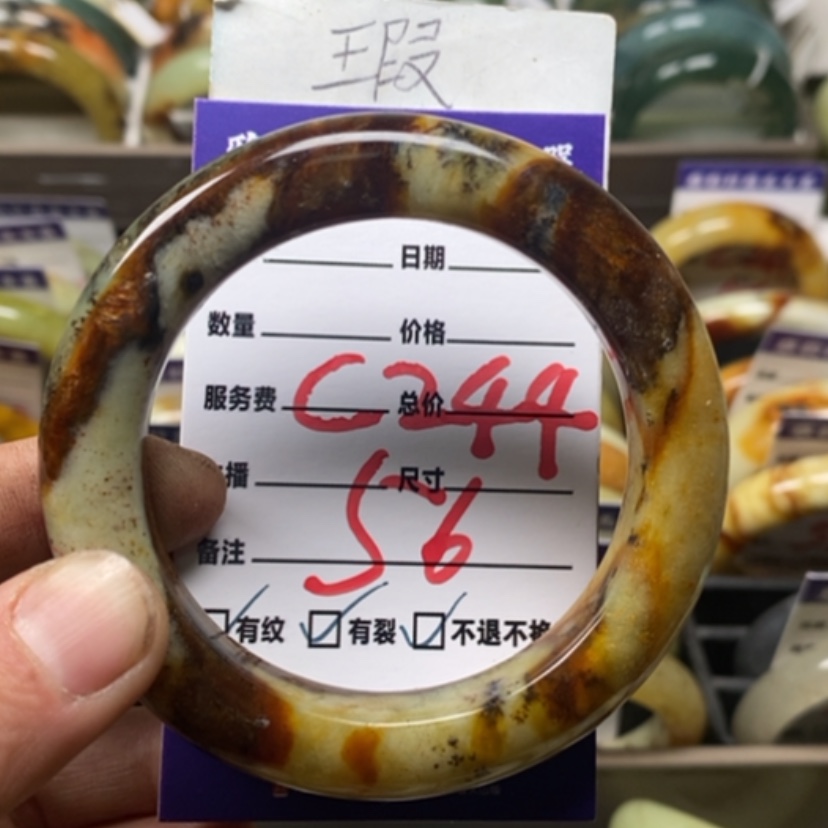 瑕
日期
数量 价格
服务费 总价
C244
播 尺寸
56
备注
有纹 有裂 不退不换